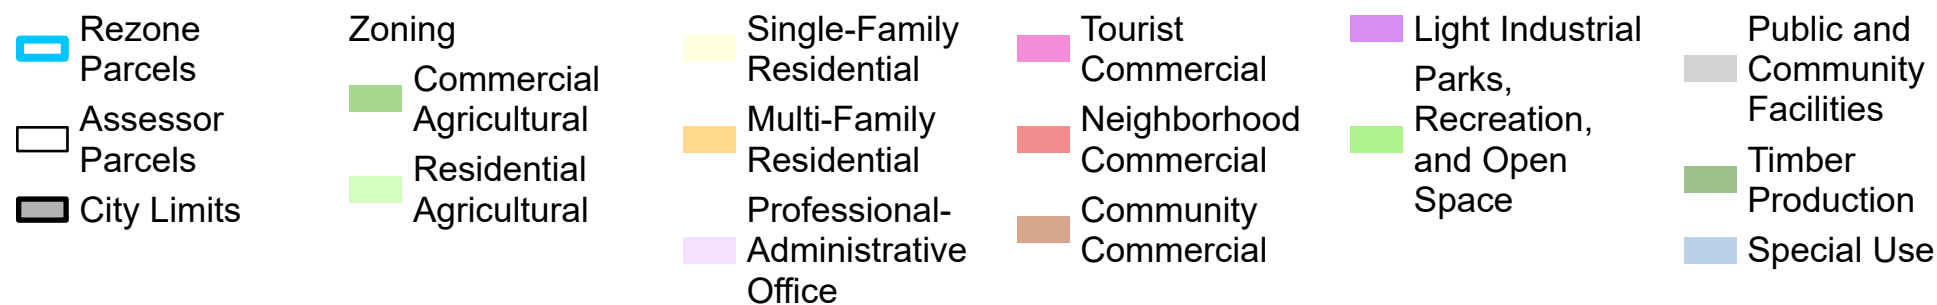 Rezone
Parcels
Assessor
Parcels
City Limits
Zoning
Commercial
Agricultural
Residential
Agricultural
Single-Family
Residential
Multi-Family
Residential
Professional-
Administrative
Office
Tourist
Commercial
Neighborhood
Commercial
Community
Commercial
Light Industrial
Parks,
Recreation,
and Open
Space
Public and
Community
Facilities
Timber
Production
Special Use